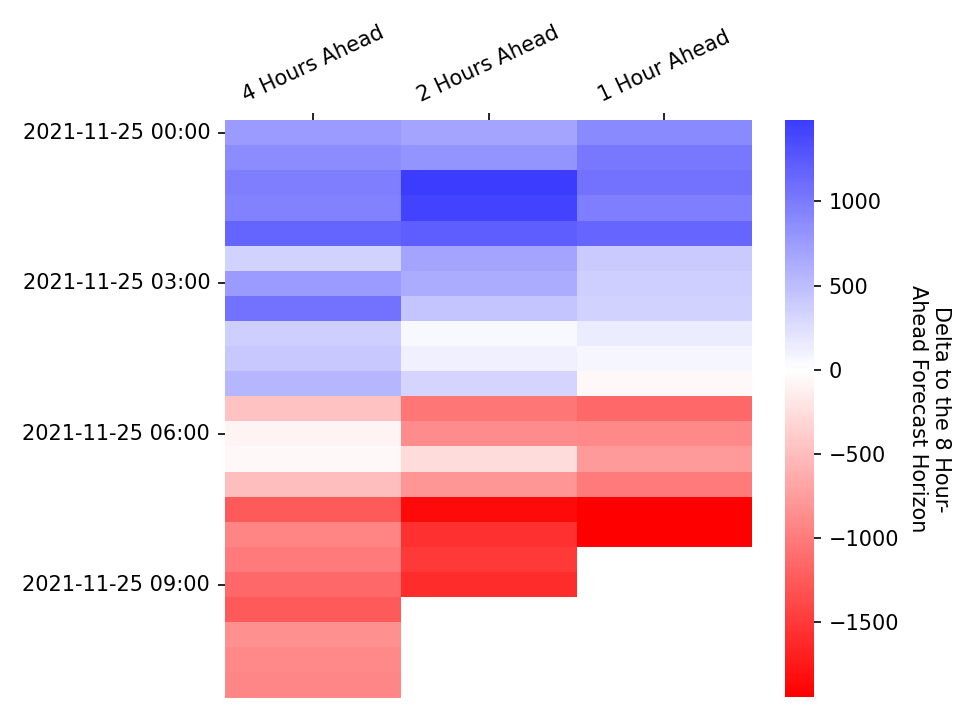 4 Hours Ahead
2 Hours Ahead
1 Hour Ahead
2021-11-25 00:00
2021-11-25 03:00
2021-11-25 06:00
2021-11-25 09:00
1000
500
0
−500
−1000
−1500
Delta to the 8 Hour-
Ahead Forecast Horizon